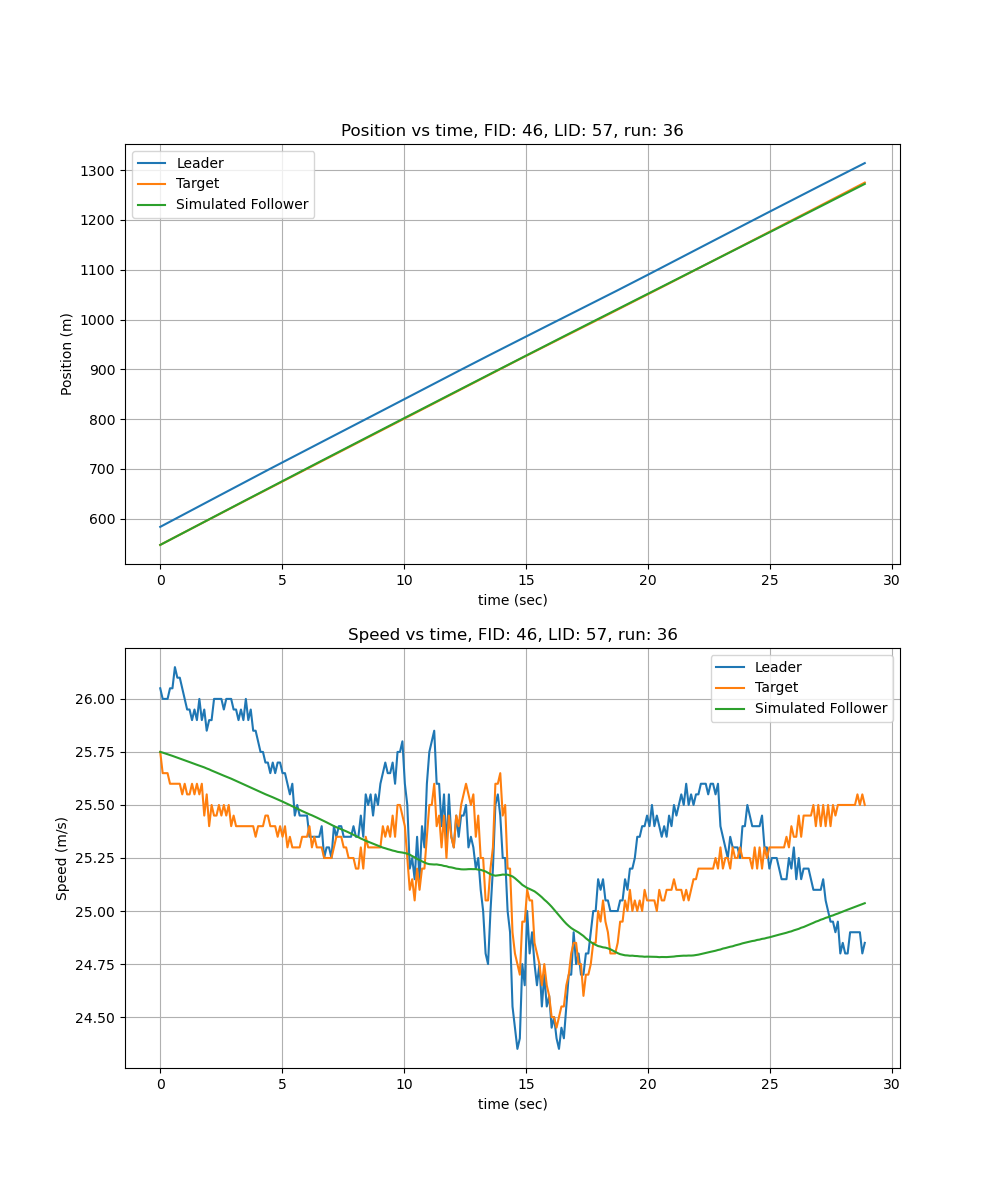 Position vs time, FID: 46, LID: 57, run: 36
Leader
Target
Simulated Follower
1300
1200
1100
1000
900
800
700
600
Position (m)
0 5 10 15 20 25 30
time (sec)
Speed vs time, FID: 46, LID: 57, run: 36
Leader
Target
Simulated Follower
26.00
25.75
25.50
25.25
25.00
24.75
24.50
Speed (m/s)
0 5 10 15 20 25 30
time (sec)